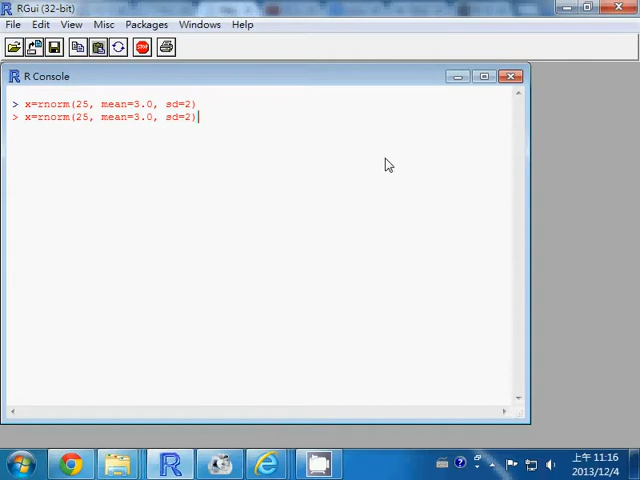 RGui (32-bit)
File Edit View Misc Packages Windows Help
STOP
R Console
> x=rnorm(25, mean=3.0, sd=2)
> x=rnorm(25, mean=3.0, sd=2)
上午 11:16
2013/12/4